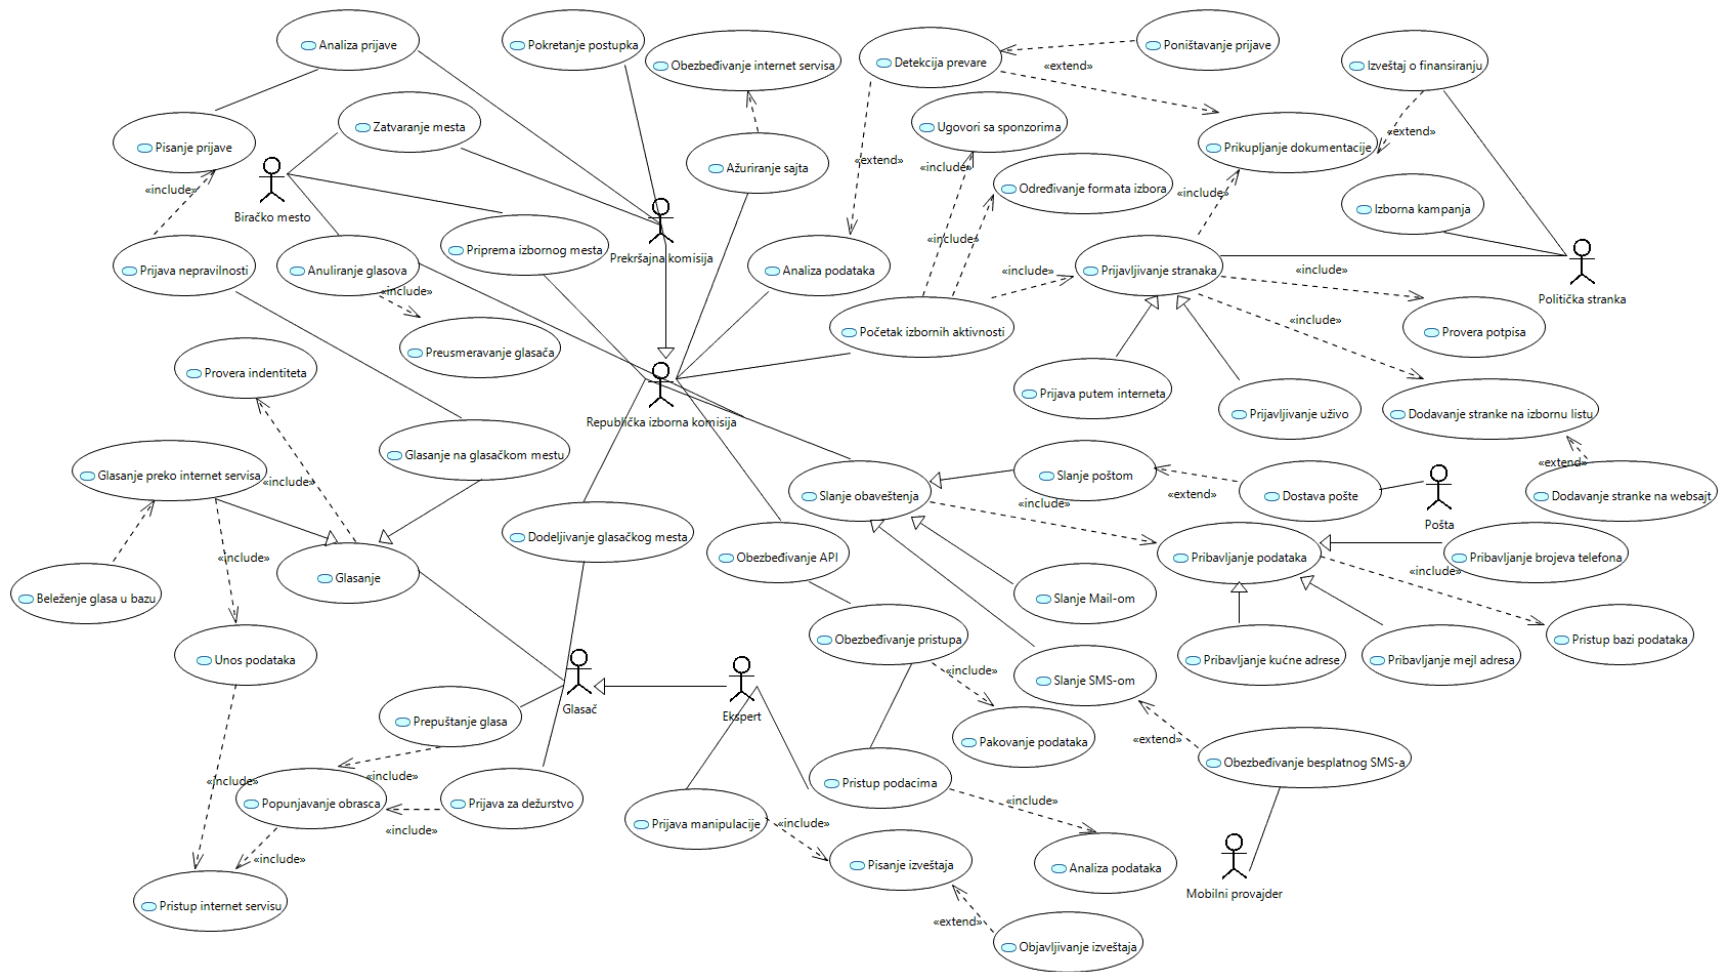 Analiza prijave
Pokretanje postupka
Obezbeđivanje internet servisa
Detekcija prevare
Poništavanje prijave
«extend»
Izveštaj o finansiranju
Zatvaranje mesta
Ugovori sa sponzorima
Pisanje prijave
Ažuriranje sajta
«extend»
«include»
Prikupljanje dokumentacije
«extend»
«include»
Biračko mesto
Određivanje formata izbora
«include»
Izborna kampanja
Priprema izbornog mesta
Prekršajna komisija
«include»
Prijava nepravilnosti
Anuliranje glasova
«include»
Analiza podataka
«include»
Prijavljivanje stranaka
«include»
Politička stranka
Preusmeravanje glasača
Početak izbornih aktivnosti
«include»
Provera potpisa
Provera indentiteta
Prijava putem interneta
Republička izborna komisija
Prijavljivanje uživo
Dodavanje stranke na izbornu listu
Glasanje preko internet servisa
«include»
Glasanje na glasačkom mestu
Slanje obaveštenja
Slanje poštom
«include»
«extend»
Dostava pošte
Pošta
«extend»
Dodavanje stranke na websajt
Dodeljivanje glasačkog mesta
Obezbeđivanje API
Pribavljanje podataka
Pribavljanje brojeva telefona
«include»
«include»
Glasanje
Beleženje glasa u bazu
Slanje Mail-om
Unos podataka
Obezbeđivanje pristupa
«include»
Slanje SMS-om
Pribavljanje kućne adrese
Pribavljanje mejl adresa
Pristup bazi podataka
Glasač
Ekspert
Prepuštanje glasa
Pakovanje podataka
«extend»
Obezbeđivanje besplatnog SMS-a
«include»
«include»
Popunjavanje obrasca
Prijava za dežurstvo
«include»
Pristup podacima
«include»
Prijava manipulacije
«include»
«include»
Pisanje izveštaja
Analiza podataka
Mobilni provajder
Pristup internet servisu
«extend»
Objavljivanje izveštaja